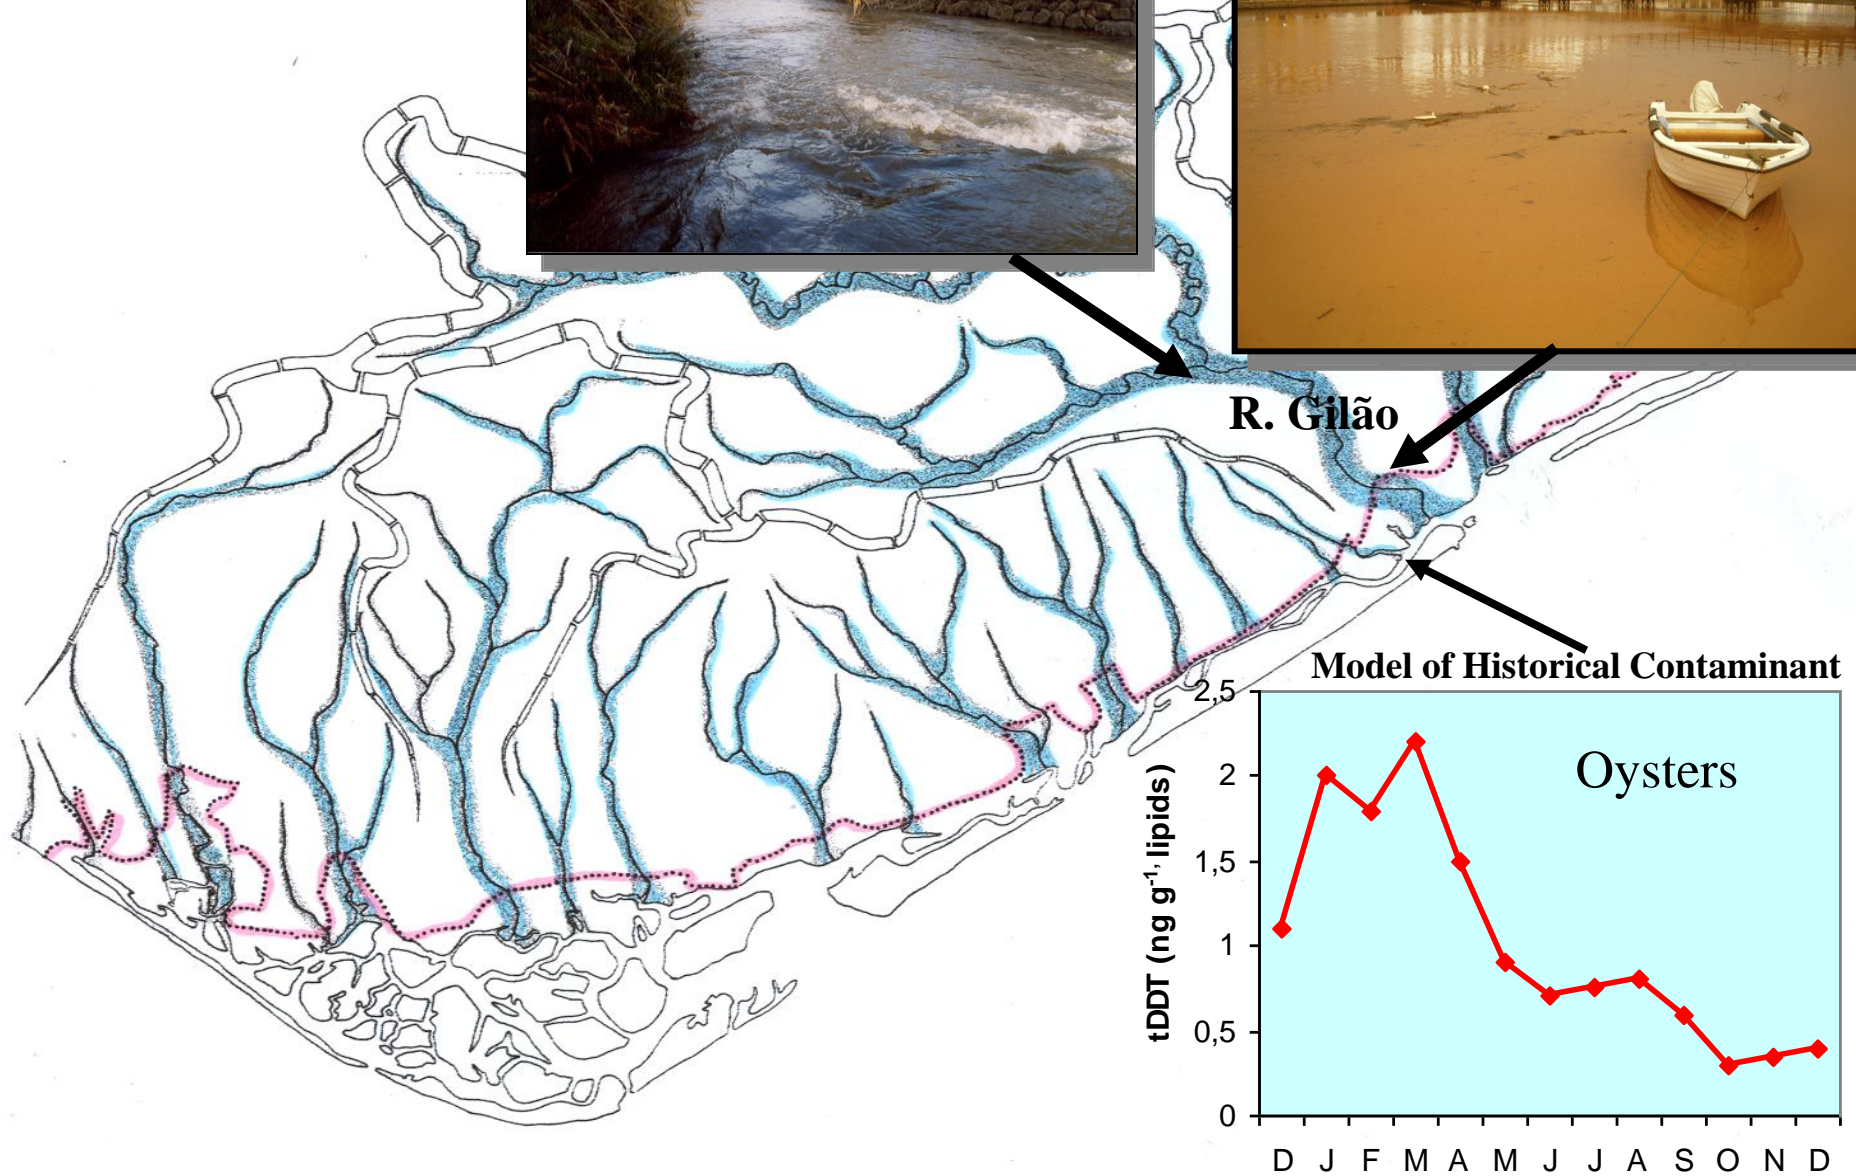 R. Gilão
Model of Historical Contaminant
Oysters
tDDT (ng g-1, lipids)
2,5
2
1,5
1
0,5
0
D J F M A M J J A S O N D